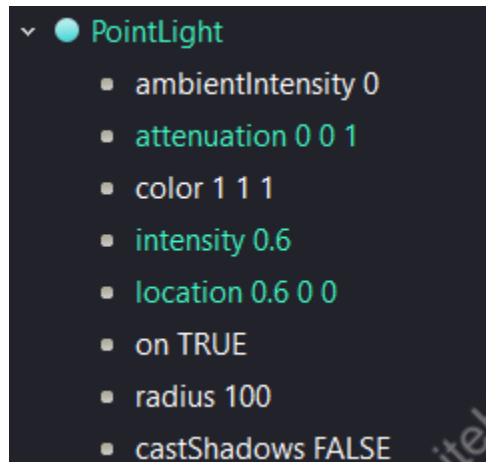 PointLight
ambientIntensity 0
attenuation 0 0 1
color 1 1 1
intensity 0.6
location 0.6 0 0
on TRUE
radius 100
castShadows FALSE